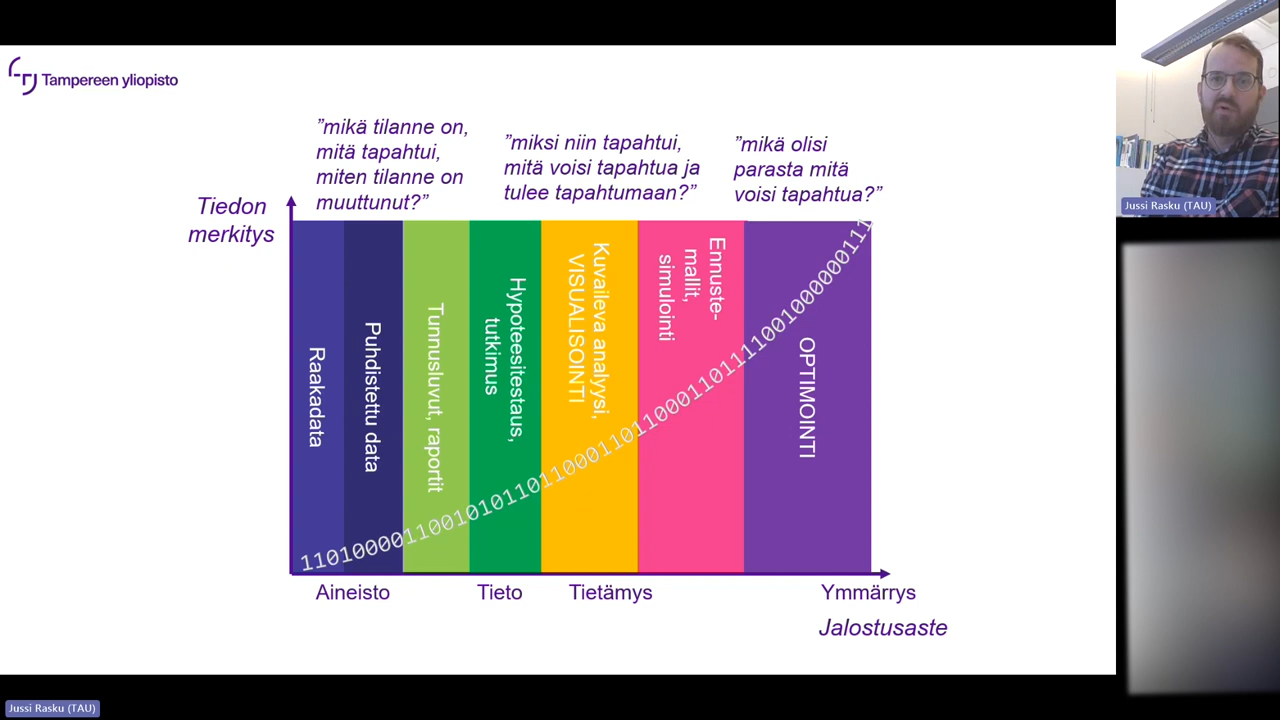 Tampereen yliopisto
”mikä tilanne on,
mitä tapahtui,
miten tilanne on
muuttunut?”
”miksi niin tapahtui,
mitä voisi tapahtua ja
tulee tapahtumaan?”
”mikä olisi
parasta mitä
voisi tapahtua?”
Tiedon
merkitys
Raakadata
Puhdistettu data
Tunnusluvut, raportit
Hypoteesitestaus,
tutkimus
Kuvaileva analyysi,
VISUALISOINTI
Ennuste-
mallit,
simulointi
OPTIMOINTI
Aineisto
Tieto
Tietämys
Ymmärrys
Jalostusaste
Jussi Rasku (TAU)
Jussi Rasku (TAU)